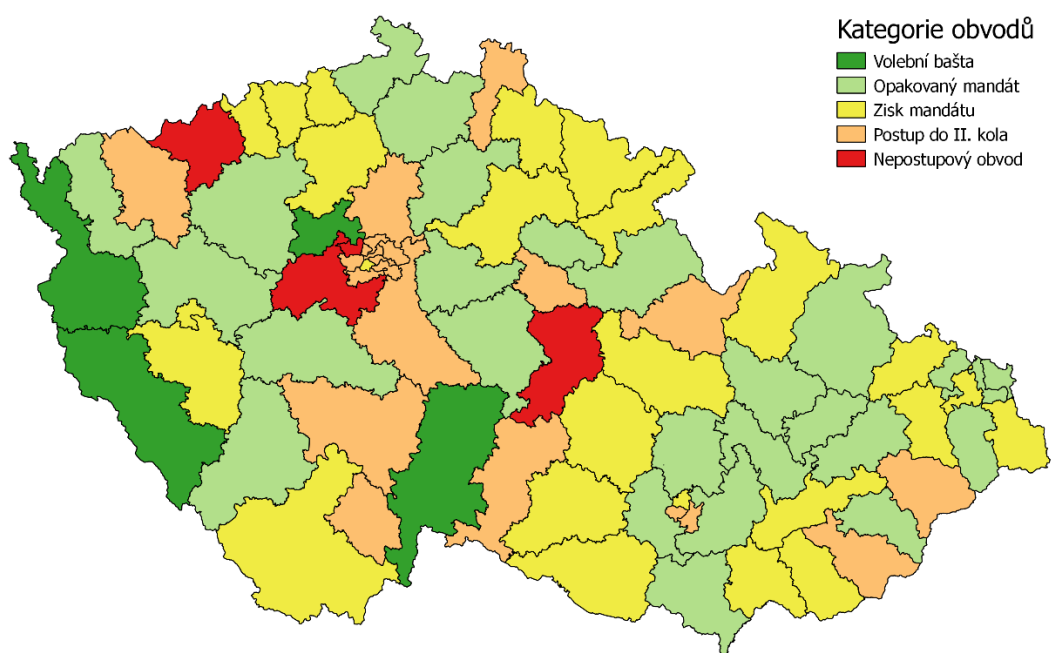 Kategorie obvodů
Volební bašta
Opakovaný mandát
Zisk mandátu
Postup do II. kola
Nepostupový obvod